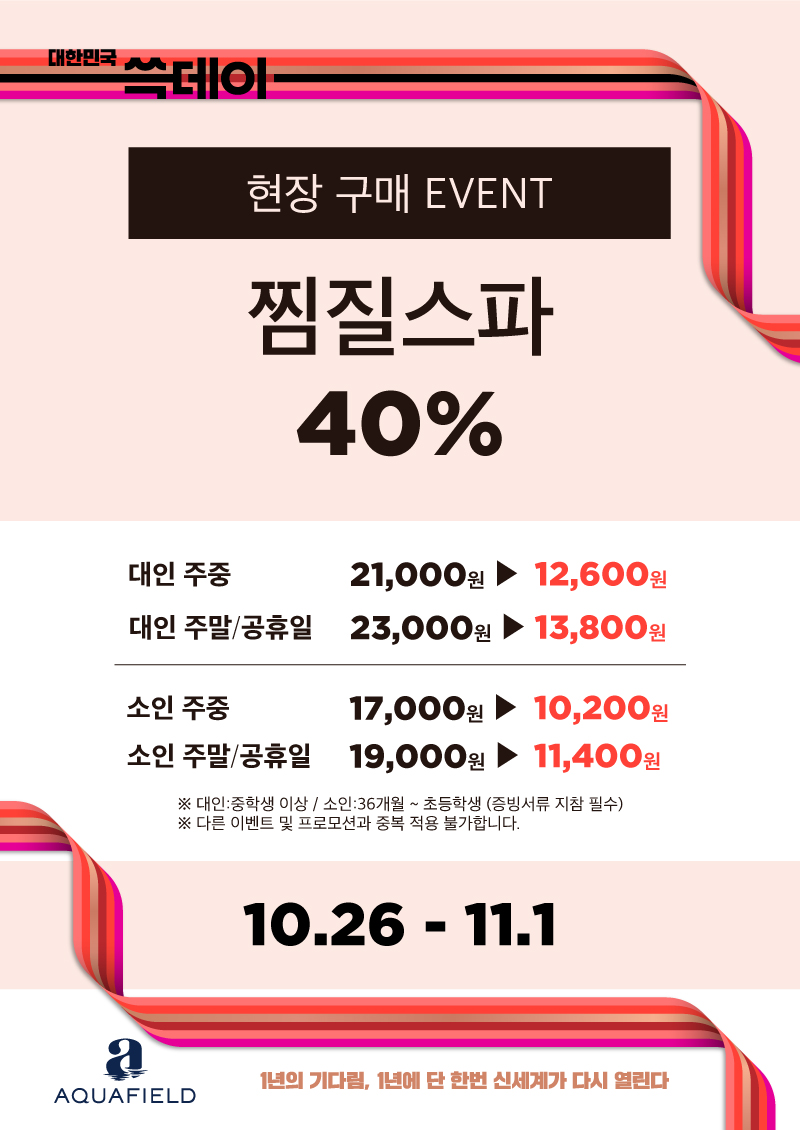 대한민국 쓱데이
현장 구매 EVENT
찜질스파
40%
대인 주중 21,000원 ▶ 12,600원
대인 주말/공휴일 23,000원 ▶ 13,800원
소인 주중 17,000원 ▶ 10,200원
소인 주말/공휴일 19,000원 ▶ 11,400원
※ 대인:중학생 이상 / 소인:36개월 ~ 초등학생 (증빙서류 지참 필수)
※ 다른 이벤트 및 프로모션과 중복 적용 불가합니다.
10.26 - 11.1
a
AQUAFIELD
1년의 기다림, 1년에 단 한번 신세계가 다시 열린다